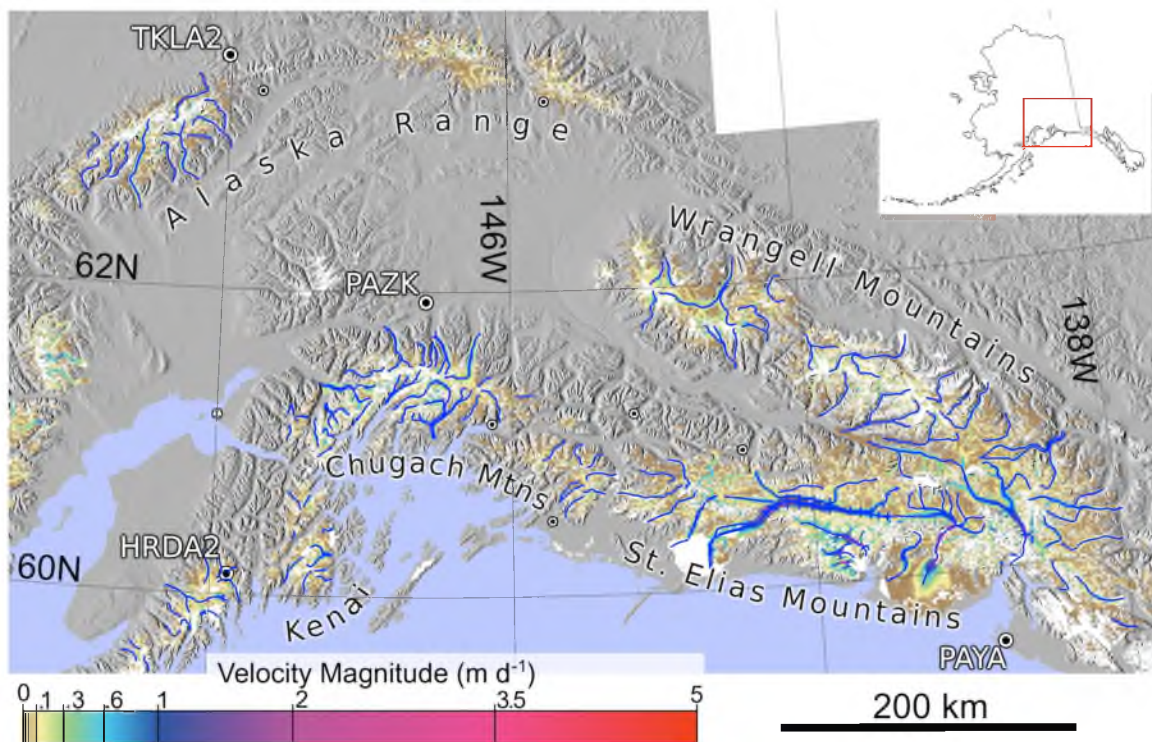 TKLA2
Alaska Range
146W
Wrangell Mountains
62N
PAZK
138W
Chugach Mtns
HRDA2
60N
St. Elias Mountains
Kenai
PAYA
Velocity Magnitude (m d⁻¹)
0 .1 .3 .6 1 2 3.5 5
200 km